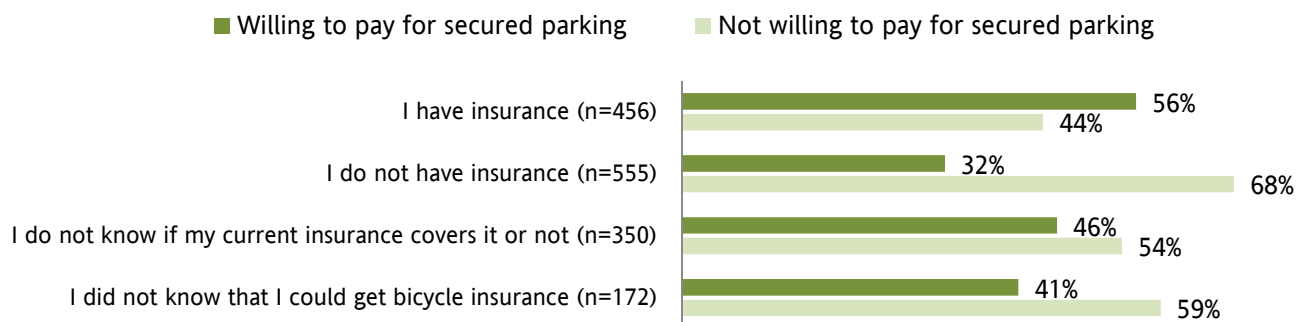 Willing to pay for secured parking Not willing to pay for secured parking
I have insurance (n=456) 56%
44%
I do not have insurance (n=555) 32%
68%
I do not know if my current insurance covers it or not (n=350) 46%
54%
I did not know that I could get bicycle insurance (n=172) 41%
59%